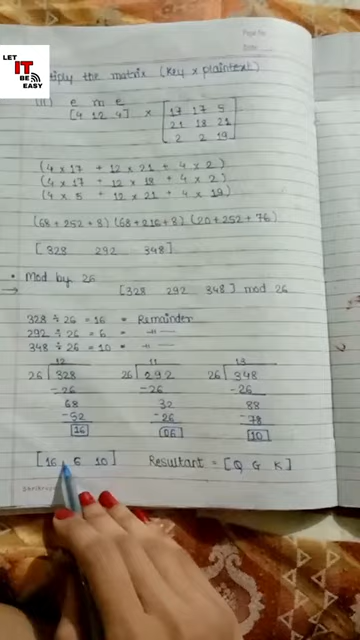 LET
IT
BE
EASY
Page No.
Date
tiply the matrix (key x plaintext)
e m e
[4 12 4] × [17 17 5
21 18 21
2 2 19]
(4 × 17 + 12 × 21 + 4 × 2)
(4 × 17 + 12 × 18 + 4 × 2)
(4 × 5 + 12 × 21 + 4 × 19)
(68 + 252 + 8) (68 + 216 + 8) (20 + 252 + 76)
[328 292 348]
• Mod by 26
→ [328 292 348] mod 26
328 ÷ 26 = 16 = Remainder
292 ÷ 26 = 6 = —||—
348 ÷ 26 = 10 = —||—
12 11 13
26 328 26 292 26 348
-26 -26 -26
68 32 88
-52 -26 -78
16 06 10
[16 6 10] Resultant = [Q G K]